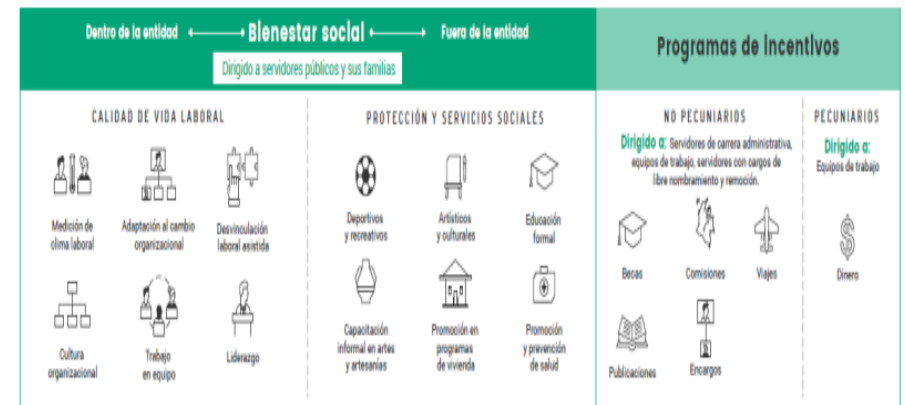 Dentro de la entidad
Bienestar social
Fuera de la entidad
Dirigido a servidores públicos y sus familias
Programas de incentivos
CALIDAD DE VIDA LABORAL
Medición de
clima laboral
Adaptación al cambio
organizacional
Desvinculación
laboral asistida
Cultura
organizacional
Trabajo
en equipo
Liderazgo
PROTECCIÓN Y SERVICIOS SOCIALES
Deportivos
y recreativos
Artísticos
y culturales
Educación
formal
Capacitación
informal en artes
y artesanías
Promoción en
programas
de vivienda
Promoción
y prevención
de salud
NO PECUNIARIOS
Dirigido a: Servidores de carrera administrativa,
equipos de trabajo, servidores con cargos de
libre nombramiento y remoción.
Becas
Comisiones
Viajes
Publicaciones
Encargos
PECUNIARIOS
Dirigido a:
Equipos de trabajo
$
Dinero